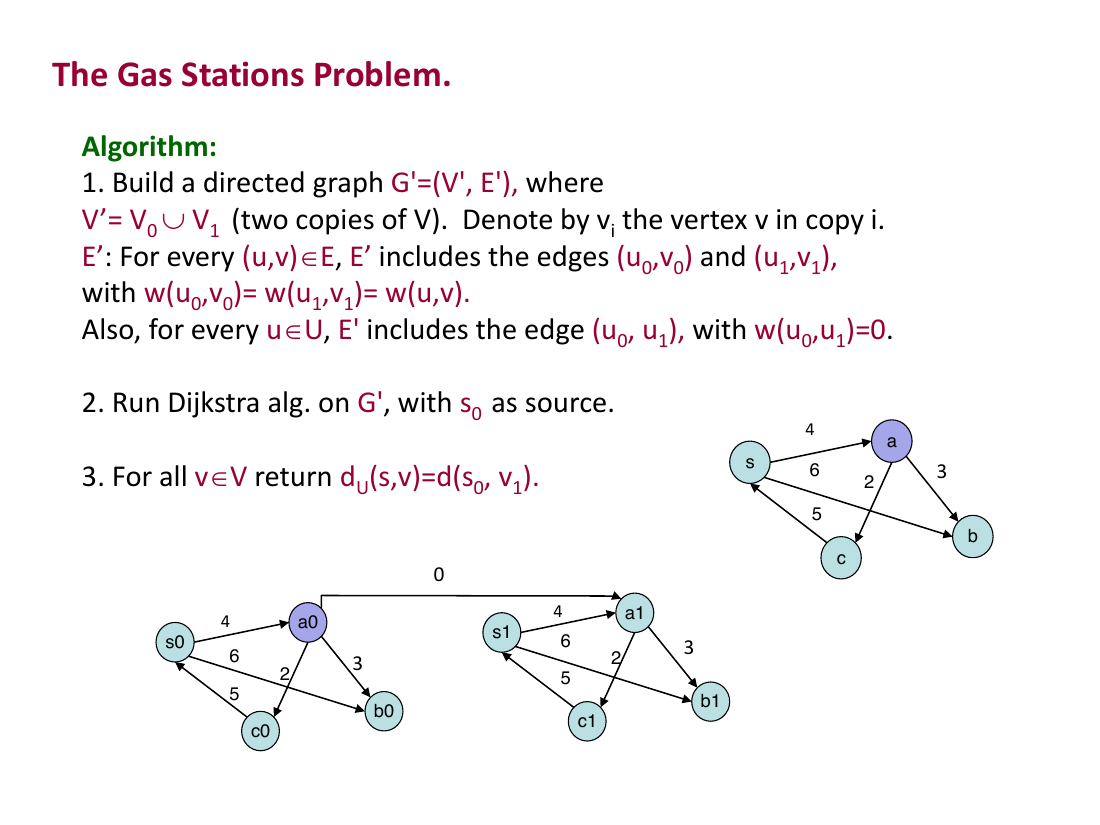 The Gas Stations Problem.
Algorithm:
1. Build a directed graph G'=(V', E'), where
V’= V₀∪ V₁ (two copies of V). Denote by vᵢ the vertex v in copy i.
E’: For every (u,v)∈E, E’ includes the edges (u₀,v₀) and (u₁,v₁),
with w(u₀,v₀)= w(u₁,v₁)= w(u,v).
Also, for every u∈U, E' includes the edge (u₀, u₁), with w(u₀,u₁)=0.
2. Run Dijkstra alg. on G', with s₀ as source.
3. For all v∈V return d_U(s,v)=d(s₀, v₁).
4
a
s
6
2
3
5
b
c
0
4
a0
s0
6
2
3
5
b0
c0
4
a1
s1
6
2
3
5
b1
c1